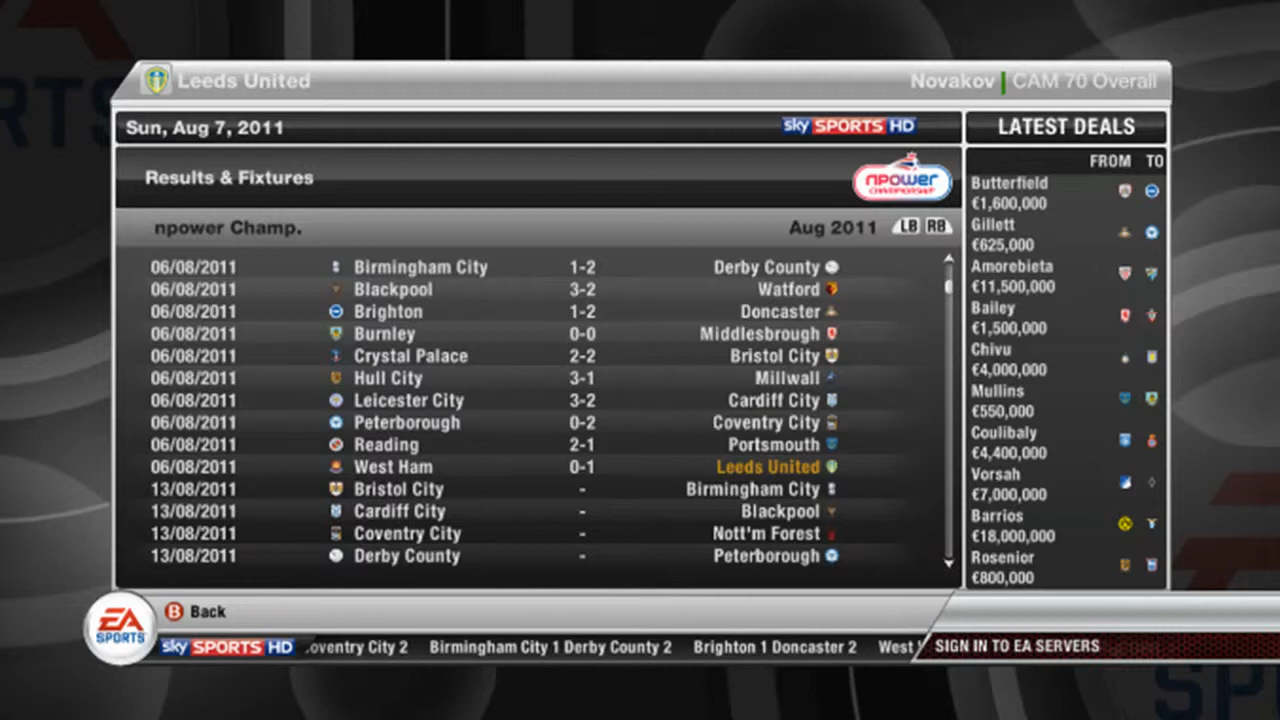 Leeds United
Novakov | CAM 70 Overall
Sun, Aug 7, 2011
sky SPORTS HD
LATEST DEALS
Results & Fixtures
npower CHAMPIONSHIP
npower Champ.
Aug 2011 LB RB
06/08/2011 Birmingham City 1-2 Derby County
06/08/2011 Blackpool 3-2 Watford
06/08/2011 Brighton 1-2 Doncaster
06/08/2011 Burnley 0-0 Middlesbrough
06/08/2011 Crystal Palace 2-2 Bristol City
06/08/2011 Hull City 3-1 Millwall
06/08/2011 Leicester City 3-2 Cardiff City
06/08/2011 Peterborough 0-2 Coventry City
06/08/2011 Reading 2-1 Portsmouth
06/08/2011 West Ham 0-1 Leeds United
13/08/2011 Bristol City - Birmingham City
13/08/2011 Cardiff City - Blackpool
13/08/2011 Coventry City - Nott'm Forest
13/08/2011 Derby County - Peterborough
FROM TO
Butterfield
€1,600,000
Gillett
€625,000
Amorebieta
€11,500,000
Bailey
€1,500,000
Chivu
€4,000,000
Mullins
€550,000
Coulibaly
€4,400,000
Vorsah
€7,000,000
Barrios
€18,000,000
Rosenior
€800,000
B Back
EA SPORTS
sky SPORTS HD
oventry City 2 Birmingham City 1 Derby County 2 Brighton 1 Doncaster 2 West
SIGN IN TO EA SERVERS